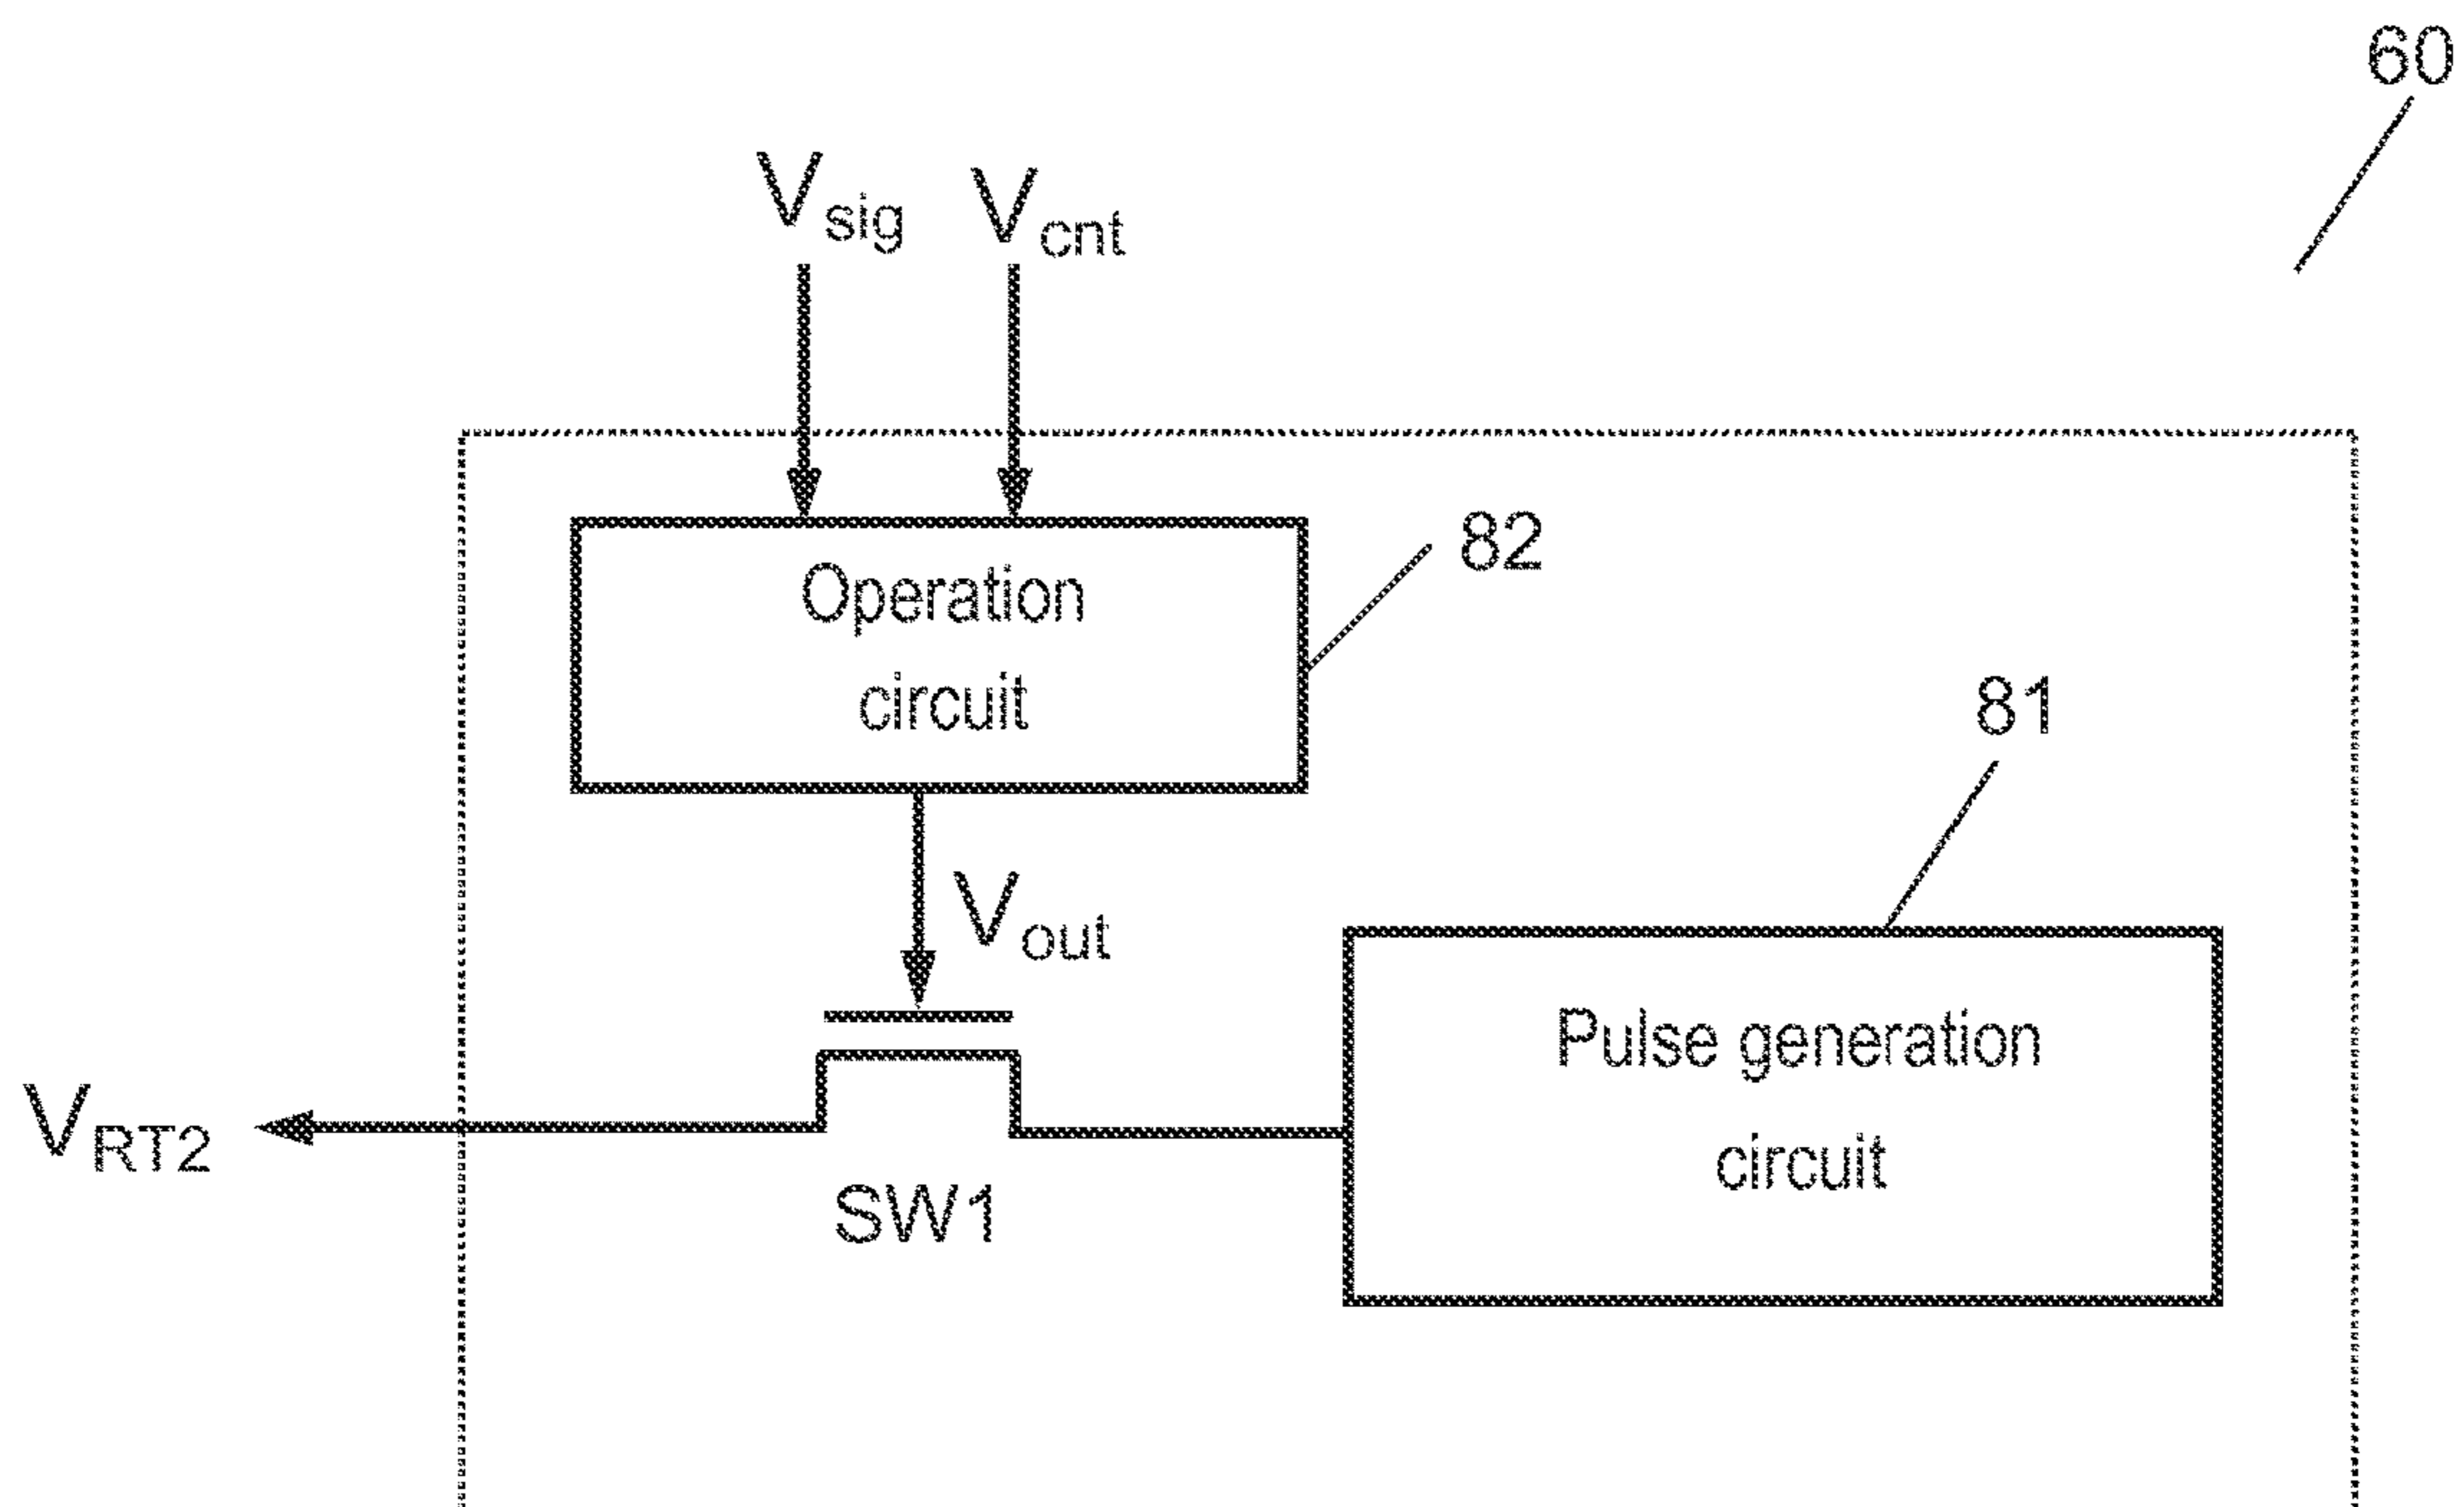 60
Vsig Vcnt
Operation
circuit
82
81
Vout
Pulse generation
circuit
VRT2
SW1